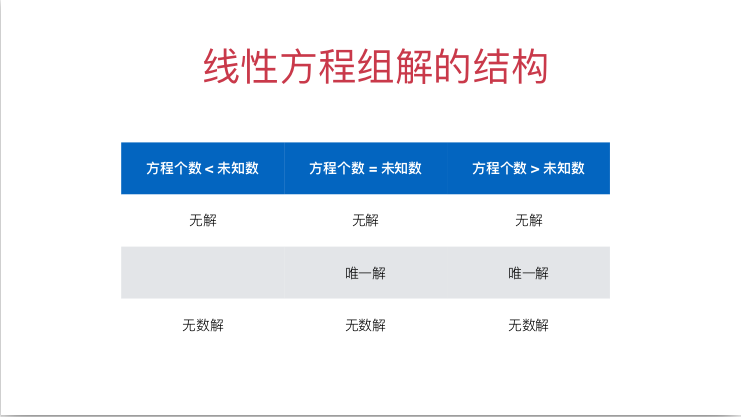 线性方程组解的结构
方程个数 < 未知数 方程个数 = 未知数 方程个数 > 未知数
无解 无解 无解
唯一解 唯一解
无数解 无数解 无数解